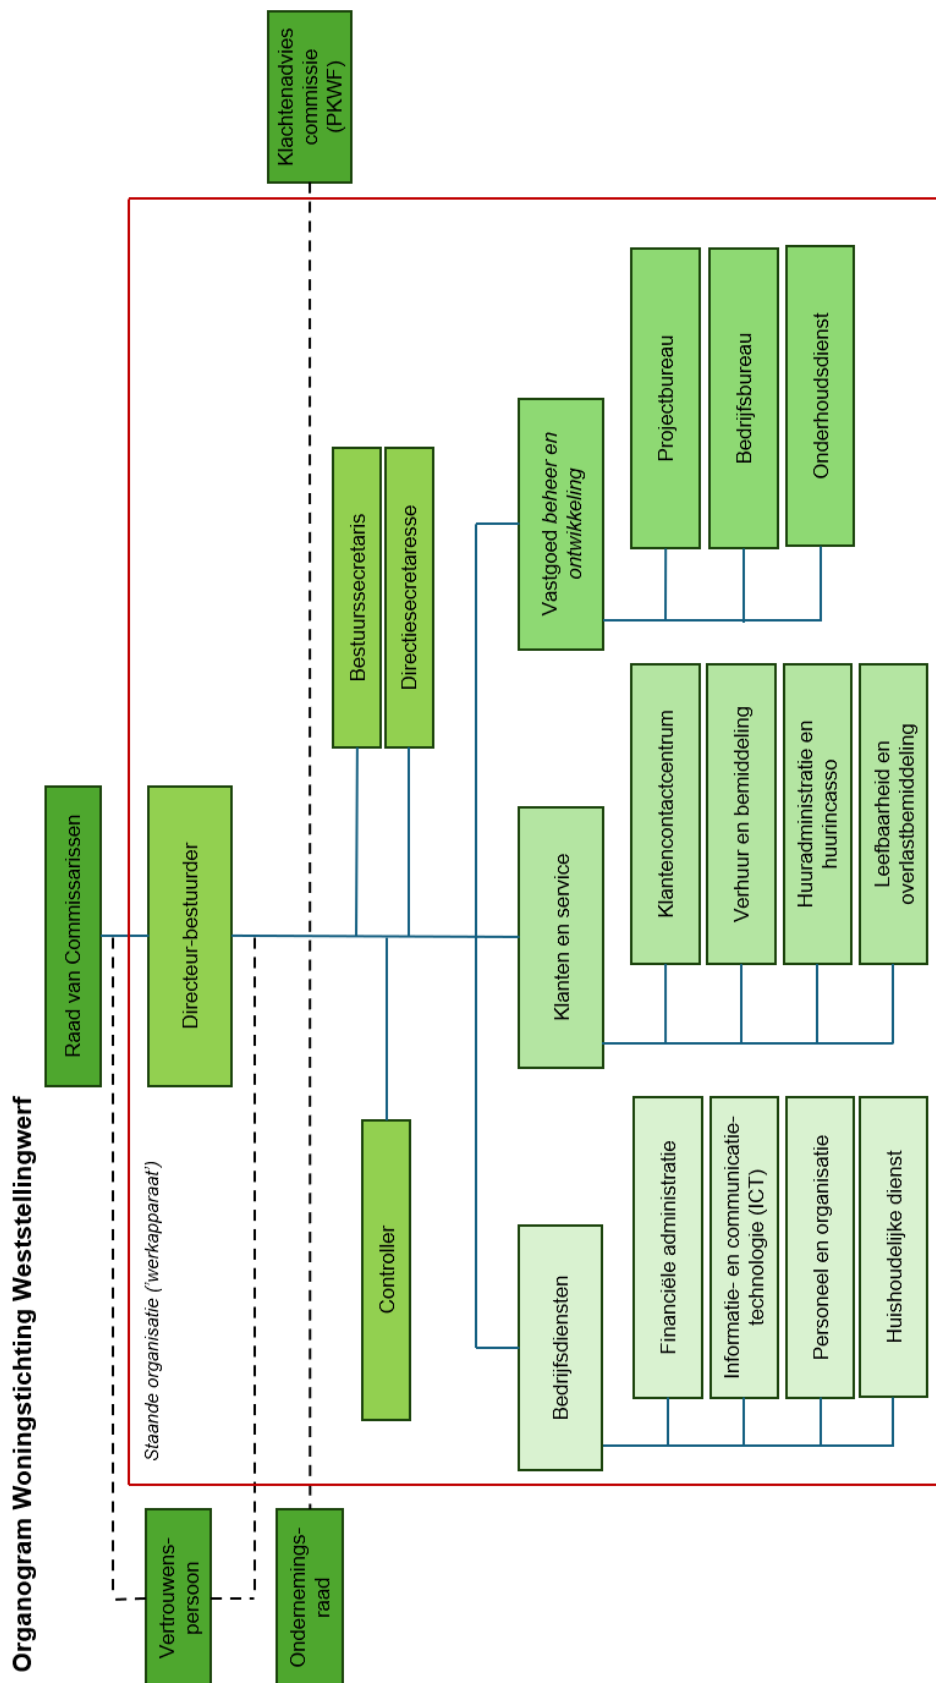 Organogram Woningstichting Weststellingwerf
Raad van Commissarissen
Vertrouwens-
persoon
Staande organisatie ('werkapparaat')
Directeur-bestuurder
Ondernemings-
raad
Klachtenadvies
commissie
(PKWF)
Controller
Bestuurssecretaris
Directiesecretaresse
Bedrijfsdiensten
Klanten en service
Vastgoed beheer en
ontwikkeling
Financiële administratie
Informatie- en communicatie-
technologie (ICT)
Personeel en organisatie
Huishoudelijke dienst
Klantencontactcentrum
Verhuur en bemiddeling
Huuradministratie en
huurincasso
Leefbaarheid en
overlastbemiddeling
Projectbureau
Bedrijfsbureau
Onderhoudsdienst